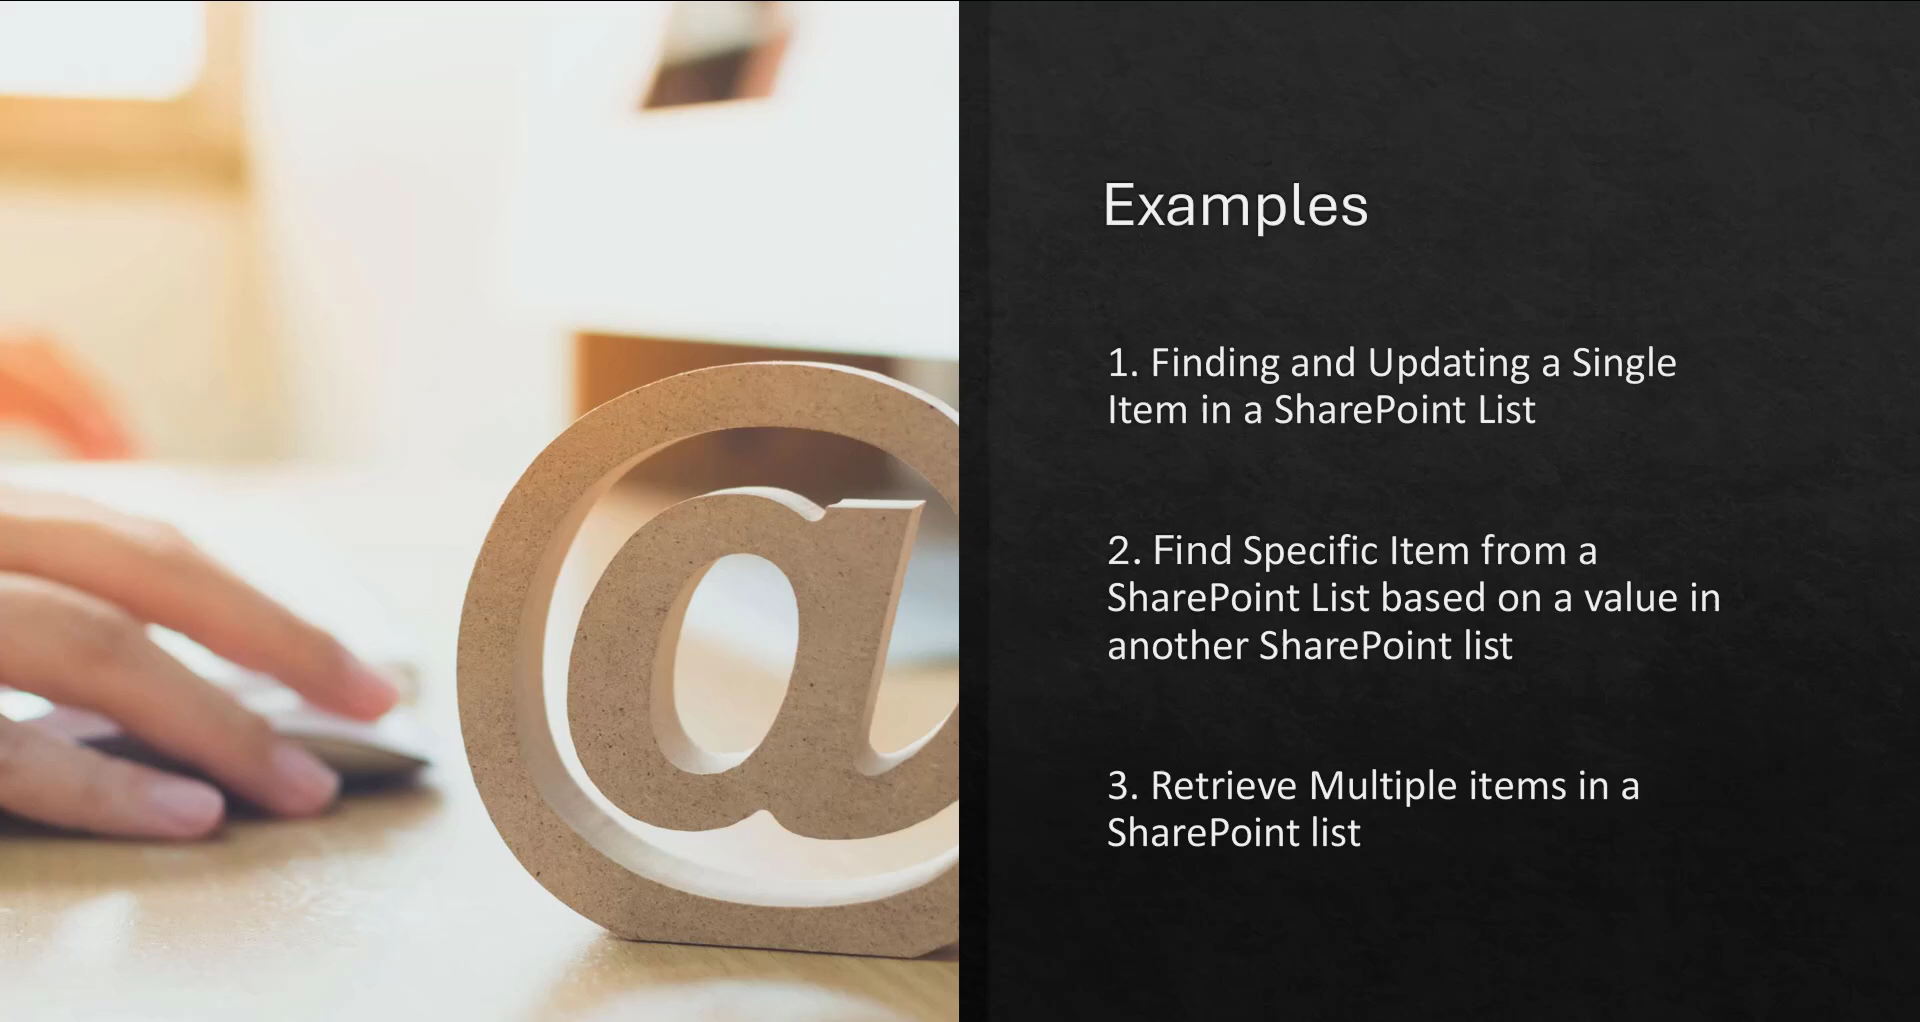 Examples
1. Finding and Updating a Single
Item in a SharePoint List
2. Find Specific Item from a
SharePoint List based on a value in
another SharePoint list
3. Retrieve Multiple items in a
SharePoint list